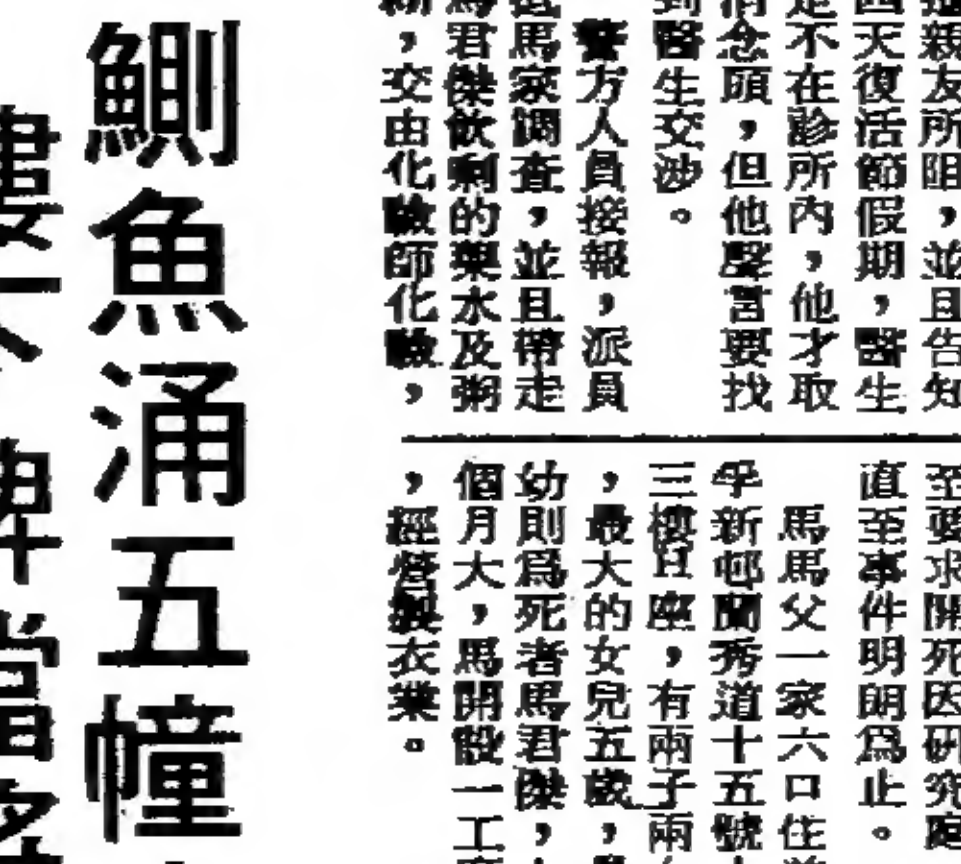 親友所阻，並且告知
四天復活節假期，醫生
不在診所內，他才取
消念頭，但他堅言要找
到醫生交涉。
警方人員接報，派員
馬家調查，並且帶走
馬君傑飲剩的藥水及粥
，交由化驗師化驗，
至要求開死因研究庭
直至事件明朗為止。
馬馬父一家六口住
新邨蘭秀道十五號
三樓H座，有兩子兩
，最大的女兒五歲，
幼則為死者馬君傑，
個月大，馬開設一工
，經營製衣業。
鰂魚涌五幢